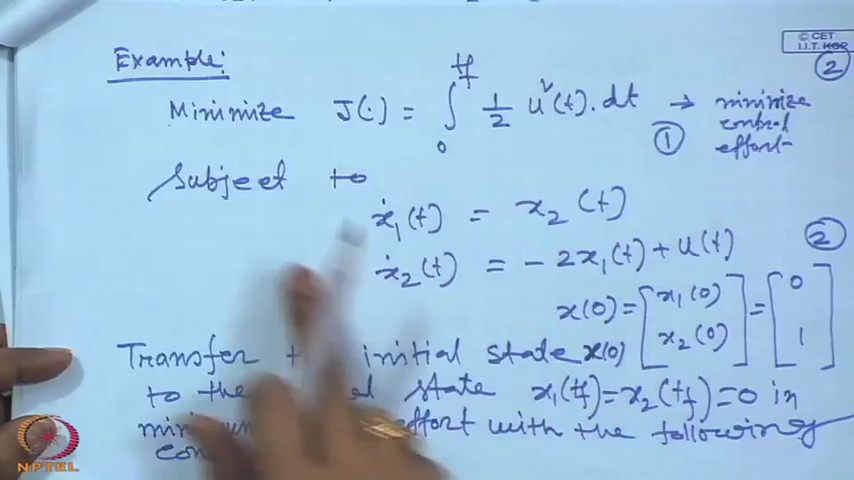 © CET
I.I.T. KGP
Example:
②
Minimize J(·) = ∫₀^{tf} 1/2 u²(t).dt → minimize control effort ①
Subject to
ẋ₁(t) = x₂(t)
ẋ₂(t) = -2x₁(t) + u(t) ②
x(0) = [x₁(0) x₂(0)] = [0 1]
Transfer initial state x(0)
to the state x₁(tf) = x₂(tf) = 0 in
effort with the following
NPTEL